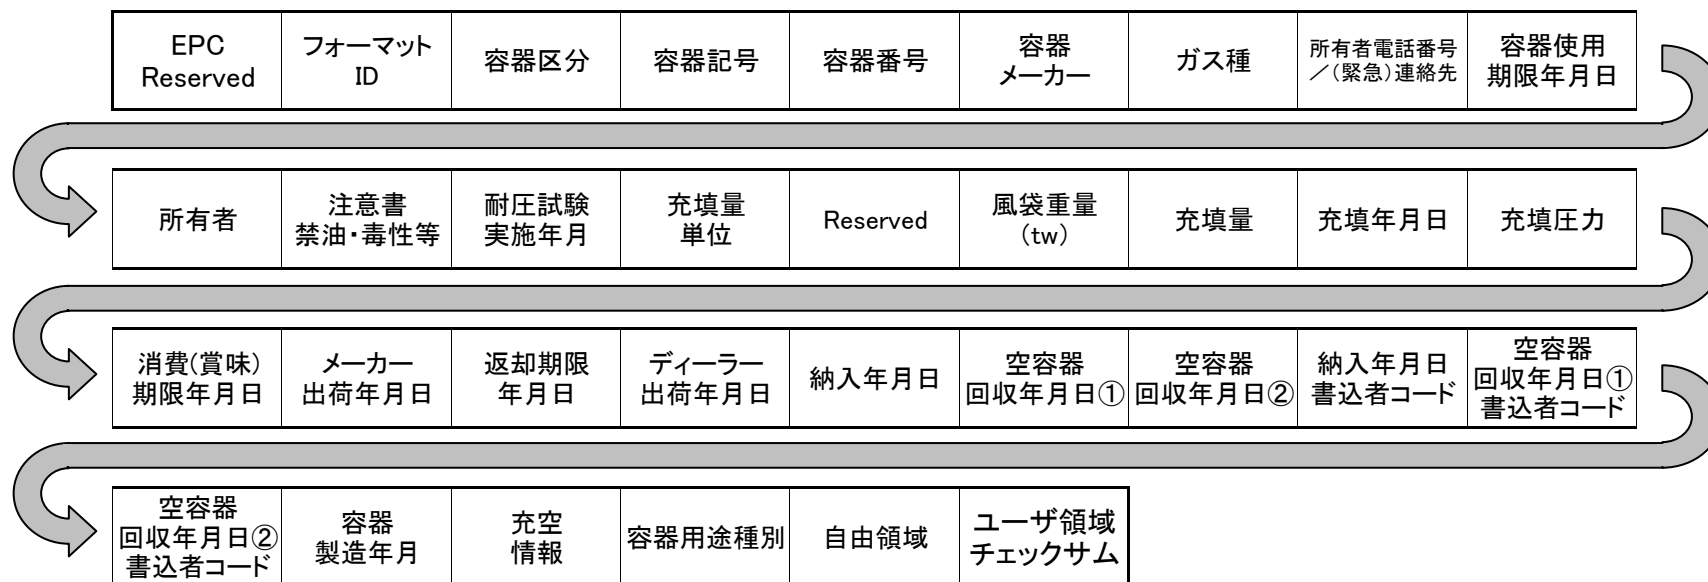 EPC
Reserved
フォーマット
ID
容器区分
容器記号
容器番号
容器
メーカー
ガス種
所有者電話番号
／(緊急)連絡先
容器使用
期限年月日
所有者
注意書
禁油・毒性等
耐圧試験
実施年月
充填量
単位
Reserved
風袋重量
(tw)
充填量
充填年月日
充填圧力
消費(賞味)
期限年月日
メーカー
出荷年月日
返却期限
年月日
ディーラー
出荷年月日
納入年月日
空容器
回収年月日①
空容器
回収年月日②
納入年月日
書込者コード
空容器
回収年月日①
書込者コード
空容器
回収年月日②
書込者コード
容器
製造年月
充空
情報
容器用途種別
自由領域
ユーザ領域
チェックサム